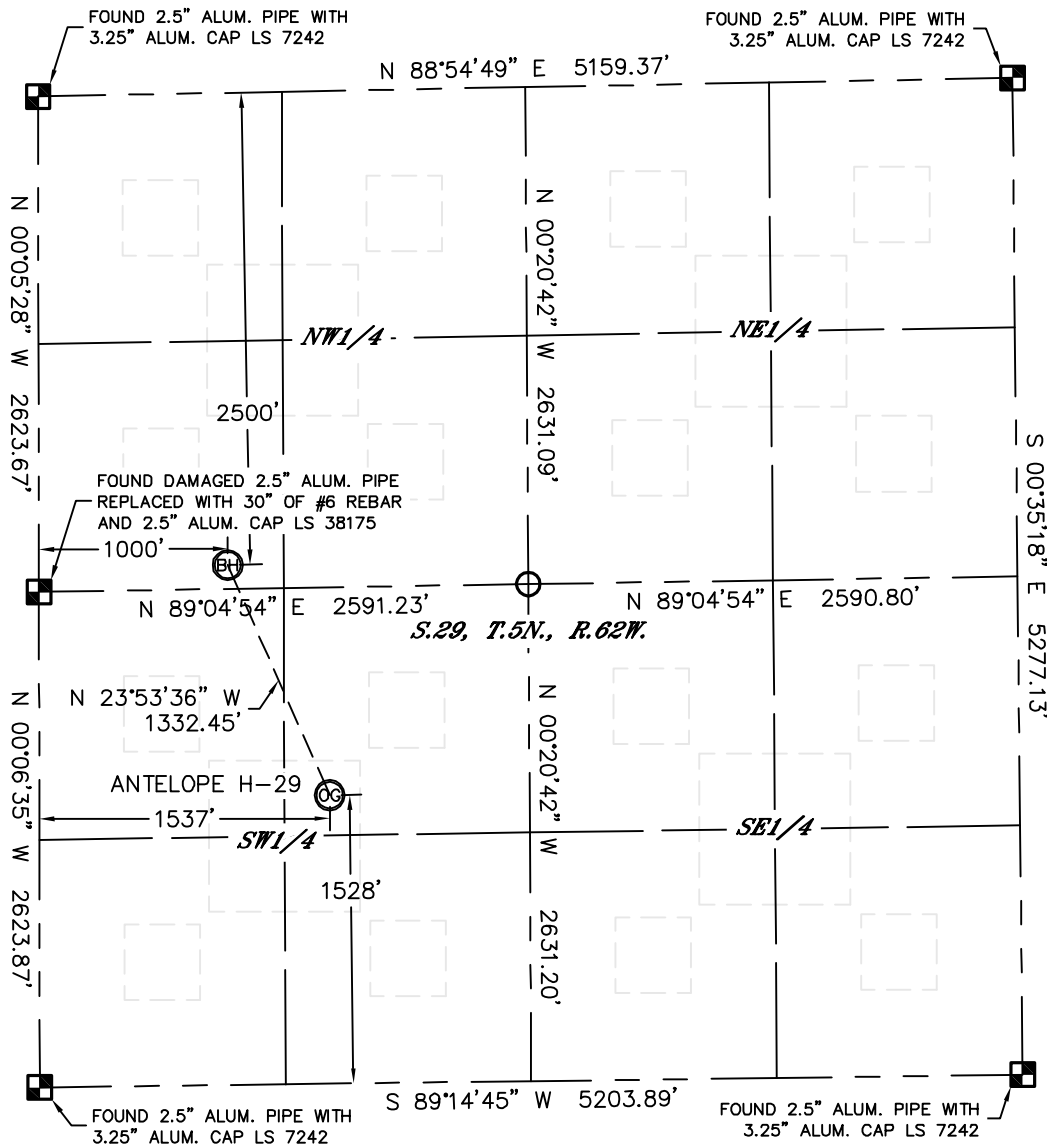 FOUND 2.5” ALUM. PIPE WITH
3.25” ALUM. CAP LS 7242
FOUND 2.5” ALUM. PIPE WITH
3.25” ALUM. CAP LS 7242
N 88°54'49” E 5159.37'
N 00°05'28” W 2623.67'
N 00°20'42” W 2631.09'
NW1/4
NE1/4
2500'
S 00°35'18” E 5277.13'
FOUND DAMAGED 2.5” ALUM. PIPE
REPLACED WITH 30” OF #6 REBAR
AND 2.5” ALUM. CAP LS 38175
1000'
BH
N 89°04'54” E 2591.23'
N 89°04'54” E 2590.80'
S.29, T.5N., R.62W.
N 23°53'36” W
1332.45'
N 00°06'35” W 2623.87'
N 00°20'42” W 2631.20'
ANTELOPE H-29
OG
1537'
SW1/4
SE1/4
1528'
S 89°14'45” W 5203.89'
FOUND 2.5” ALUM. PIPE WITH
3.25” ALUM. CAP LS 7242
FOUND 2.5” ALUM. PIPE WITH
3.25” ALUM. CAP LS 7242